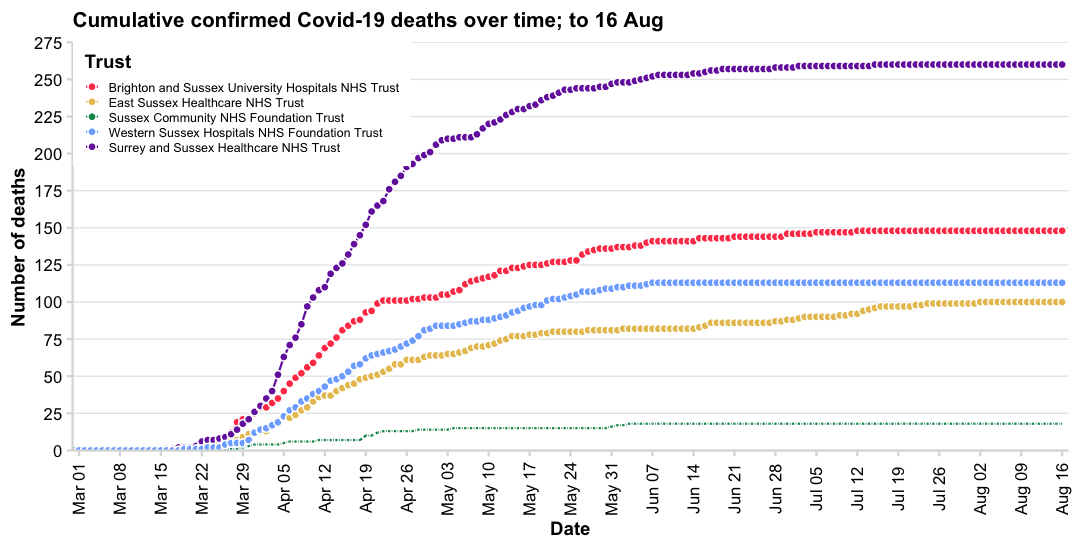 Cumulative confirmed Covid-19 deaths over time; to 16 Aug
275
250
225
200
175
150
125
100
75
50
25
0
Number of deaths
Trust
Brighton and Sussex University Hospitals NHS Trust
East Sussex Healthcare NHS Trust
Sussex Community NHS Foundation Trust
Western Sussex Hospitals NHS Foundation Trust
Surrey and Sussex Healthcare NHS Trust
Mar 01
Mar 08
Mar 15
Mar 22
Mar 29
Apr 05
Apr 12
Apr 19
Apr 26
May 03
May 10
May 17
May 24
May 31
Jun 07
Jun 14
Jun 21
Jun 28
Jul 05
Jul 12
Jul 19
Jul 26
Aug 02
Aug 09
Aug 16
Date